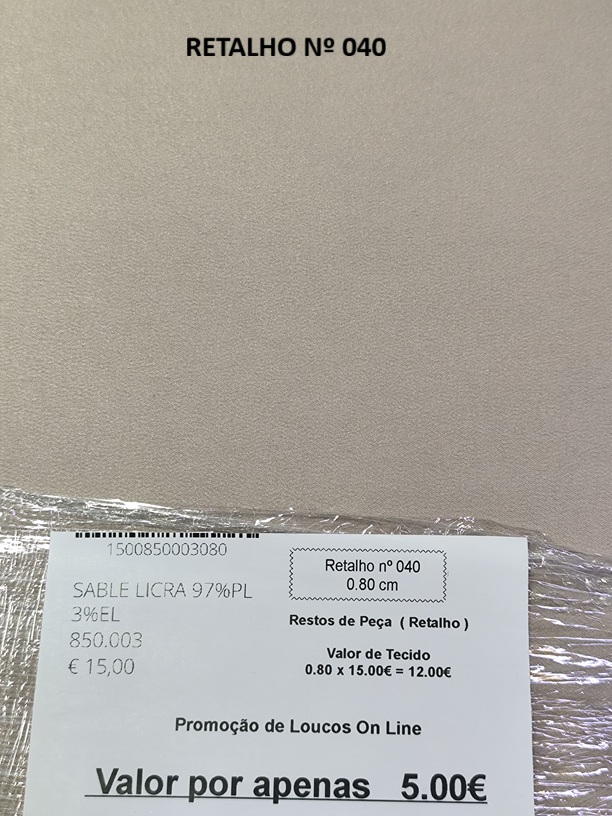 RETALHO Nº 040
1500850003080
SABLE LICRA 97%PL
3%EL
850.003
€ 15,00
Retalho nº 040
0.80 cm
Restos de Peça ( Retalho )
Valor de Tecido
0.80 x 15.00€ = 12.00€
Promoção de Loucos On Line
Valor por apenas 5.00€